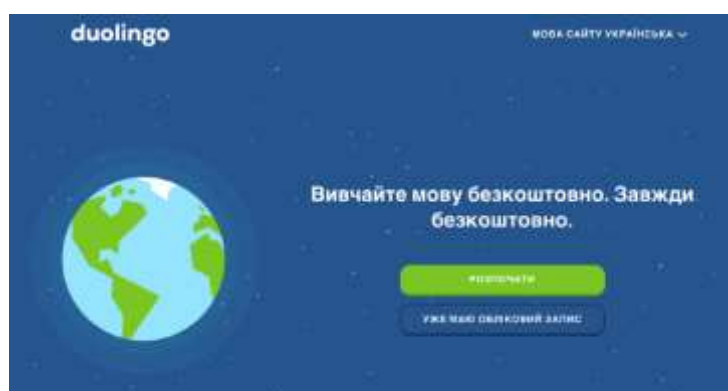 duolingo
МОВА САЙТУ УКРАЇНСЬКА
Вивчайте мову безкоштовно. Завжди
безкоштовно.
РОЗПОЧАТИ
УЖЕ МАЮ ОБЛІКОВИЙ ЗАПИС